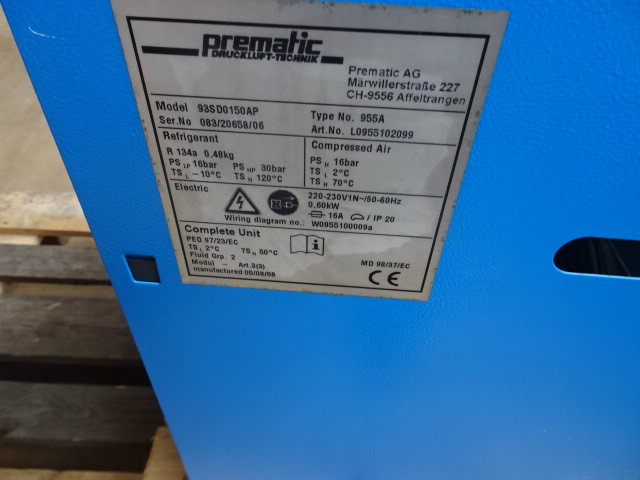 prematic
DRUCKLUFT-TECHNIK
Prematic AG
Märwillerstraße 227
CH-9556 Affeltrangen
Model 93SD0150AP
Type No. 955A
Ser.No 083/20658/06
Art.No. L0955102099
Refrigerant
Compressed Air
R 134a 0,48kg
PS LP 16bar PS HP 30bar
TS L -10°C TS H 120°C
PS H 16bar
TS L 2°C
TS H 70°C
Electric
220-230V1N~/50-60Hz
0,60kW
16A / IP 20
Wiring diagram no.: W0955100009a
Complete Unit
PED 97/23/EC
TS L 2°C TS H 50°C
Fluid Grp. 2
Modul - Art.3(3)
manufactured 05/08/06
i
MD 98/37/EC
CE